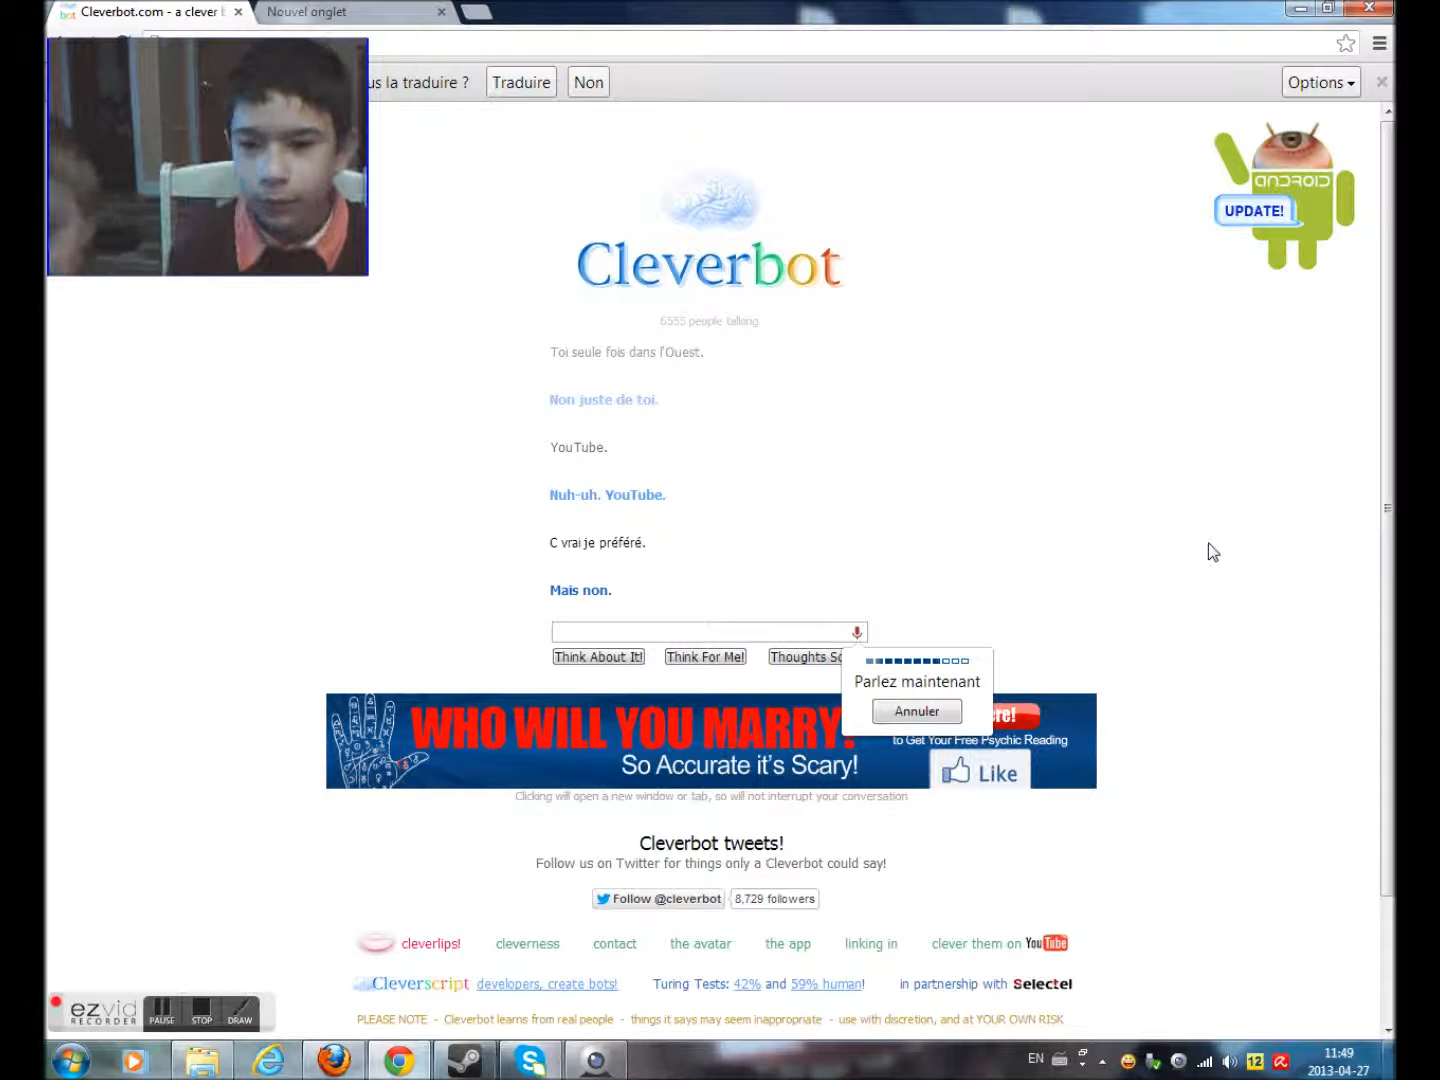 Cleverbot.com - a clever b
Nouvel onglet
us la traduire ?
Traduire
Non
Options
ANDROID
UPDATE!
Cleverbot
6555 people talking
Toi seule fois dans l'Ouest.
Non juste de toi.
YouTube.
Nuh-uh. YouTube.
C vrai je préféré.
Mais non.
Think About It!
Think For Me!
Thoughts So
Parlez maintenant
Annuler
WHO WILL YOU MARRY?
ere!
So Accurate it's Scary!
to Get Your Free Psychic Reading
Like
Clicking will open a new window or tab, so will not interrupt your conversation
Cleverbot tweets!
Follow us on Twitter for things only a Cleverbot could say!
Follow @cleverbot
8,729 followers
cleverlips!
cleverness
contact
the avatar
the app
linking in
clever them on YouTube
Cleverscript developers, create bots!
Turing Tests: 42% and 59% human!
in partnership with Selectel
PLEASE NOTE - Cleverbot learns from real people - things it says may seem inappropriate - use with discretion, and at YOUR OWN RISK
ezvid
RECORDER
PAUSE
STOP
DRAW
EN
12
11:49
2013-04-27